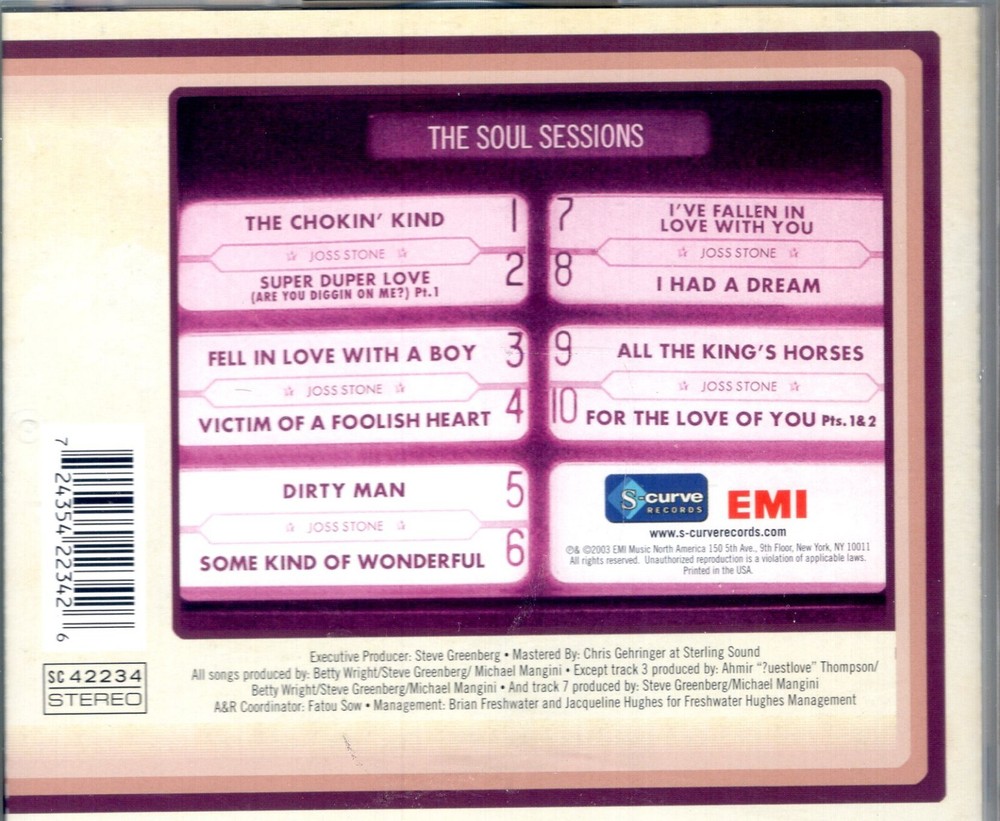 THE SOUL SESSIONS
THE CHOKIN' KIND 1
☆ JOSS STONE ☆
SUPER DUPER LOVE 2
(ARE YOU DIGGIN ON ME?) Pt.1
FELL IN LOVE WITH A BOY 3
☆ JOSS STONE ☆
VICTIM OF A FOOLISH HEART 4
DIRTY MAN 5
☆ JOSS STONE ☆
SOME KIND OF WONDERFUL 6
7 I'VE FALLEN IN
LOVE WITH YOU
☆ JOSS STONE ☆
8 I HAD A DREAM
9 ALL THE KING'S HORSES
☆ JOSS STONE ☆
10 FOR THE LOVE OF YOU Pts.1&2
S-curve
RECORDS
EMI
www.s-curverecords.com
℗& ©2003 EMI Music North America 150 5th Ave., 9th Floor, New York, NY 10011
All rights reserved. Unauthorized reproduction is a violation of applicable laws.
Printed in the USA.
7 24354 22342 6
SC 42234
STEREO
Executive Producer: Steve Greenberg • Mastered By: Chris Gehringer at Sterling Sound
All songs produced by: Betty Wright/Steve Greenberg/ Michael Mangini • Except track 3 produced by: Ahmir "?uestlove" Thompson/
Betty Wright/Steve Greenberg/Michael Mangini • And track 7 produced by: Steve Greenberg/Michael Mangini
A&R Coordinator: Fatou Sow • Management: Brian Freshwater and Jacqueline Hughes for Freshwater Hughes Management